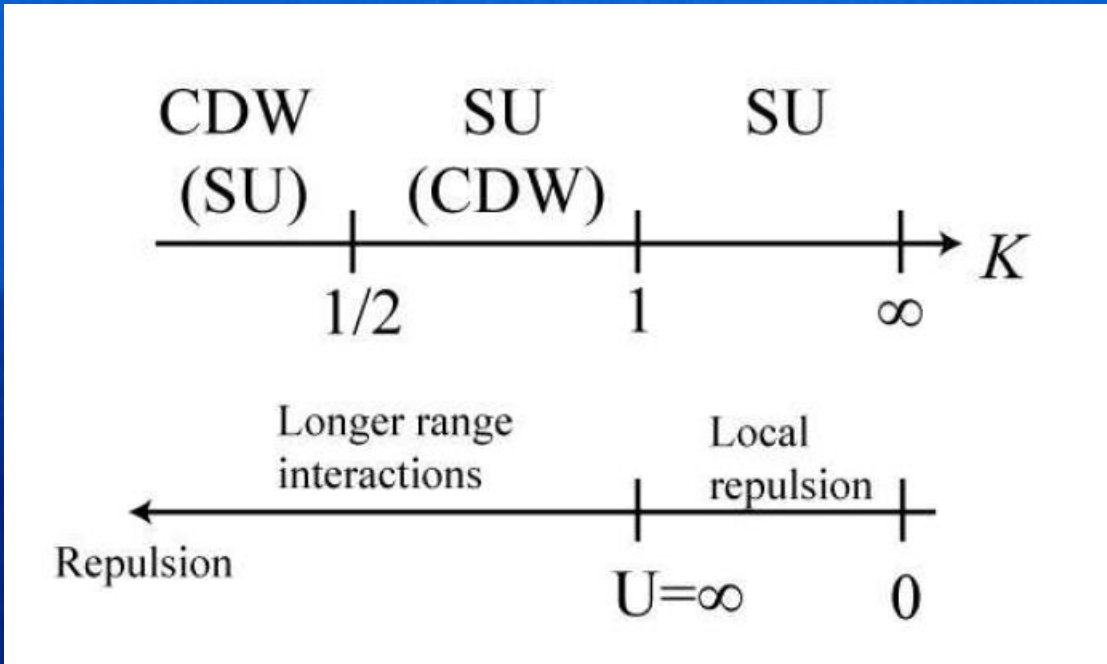 CDW SU SU
(SU) (CDW)
K
1/2 1 ∞
Longer range Local
interactions repulsion
Repulsion
U=∞ 0